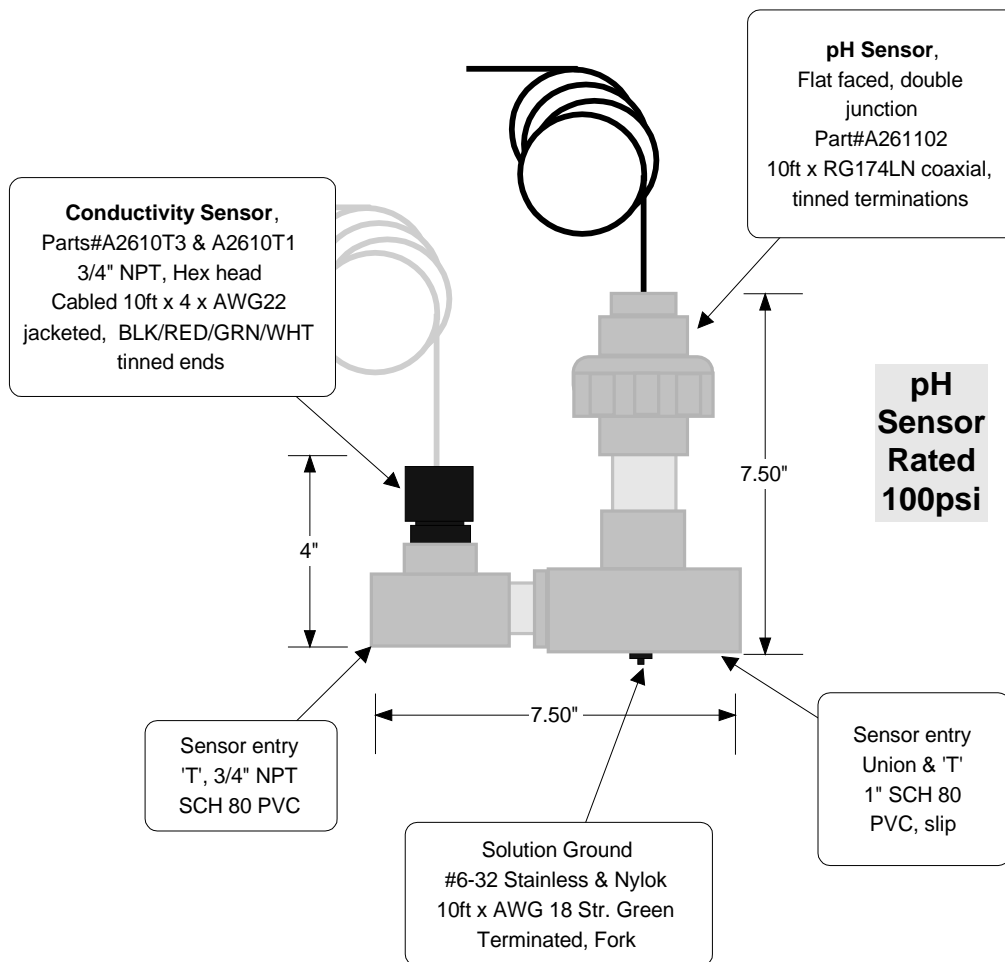 pH Sensor,
Flat faced, double
junction
Part#A261102
10ft x RG174LN coaxial,
tinned terminations
Conductivity Sensor,
Parts#A2610T3 & A2610T1
3/4" NPT, Hex head
Cabled 10ft x 4 x AWG22
jacketed, BLK/RED/GRN/WHT
tinned ends
pH
Sensor
Rated
100psi
7.50"
4"
7.50"
Sensor entry
'T', 3/4" NPT
SCH 80 PVC
Solution Ground
#6-32 Stainless & Nylok
10ft x AWG 18 Str. Green
Terminated, Fork
Sensor entry
Union & 'T'
1" SCH 80
PVC, slip